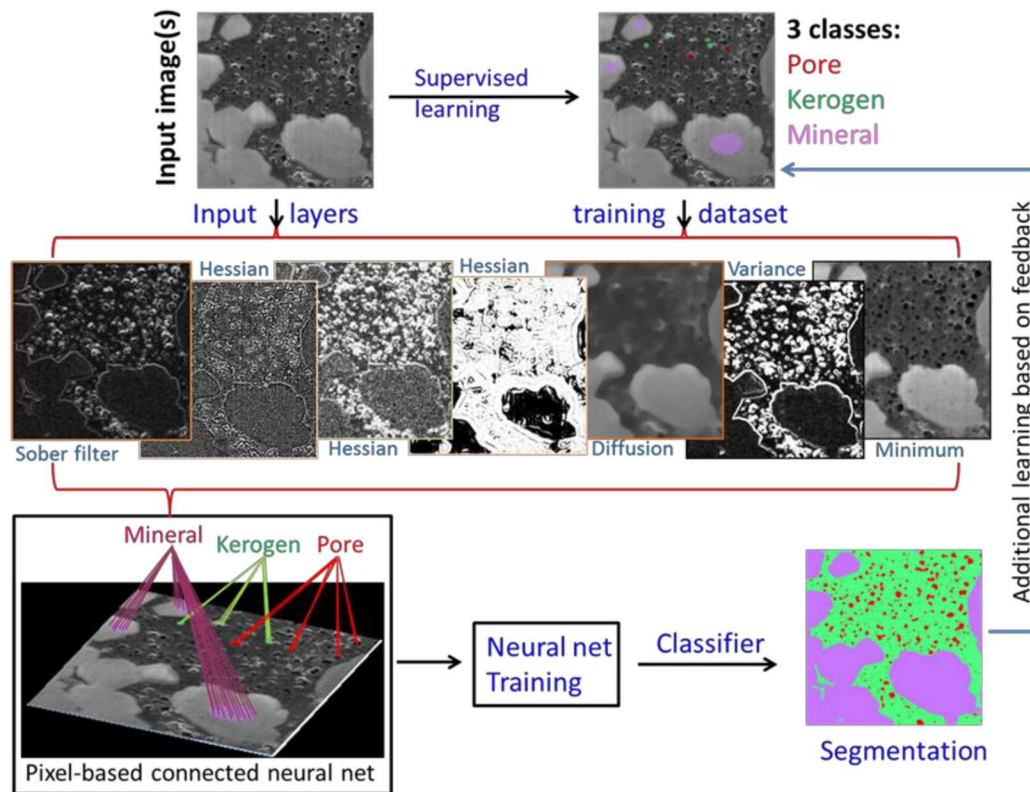 Input image(s)
Supervised
learning
3 classes:
Pore
Kerogen
Mineral
Input layers
training dataset
Hessian
Hessian
Variance
Sober filter
Hessian
Diffusion
Minimum
Additional learning based on feedback
Mineral
Kerogen
Pore
Pixel-based connected neural net
Neural net
Training
Classifier
Segmentation